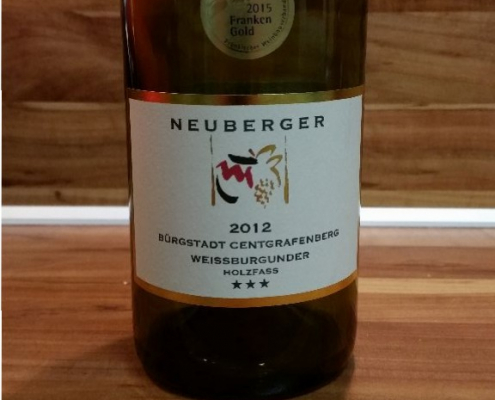 2015
Franken
Gold
NEUBERGER
2012
BÜRGSTADT CENTGRAFENBERG
WEISSBURGUNDER
HOLZFASS
★★★